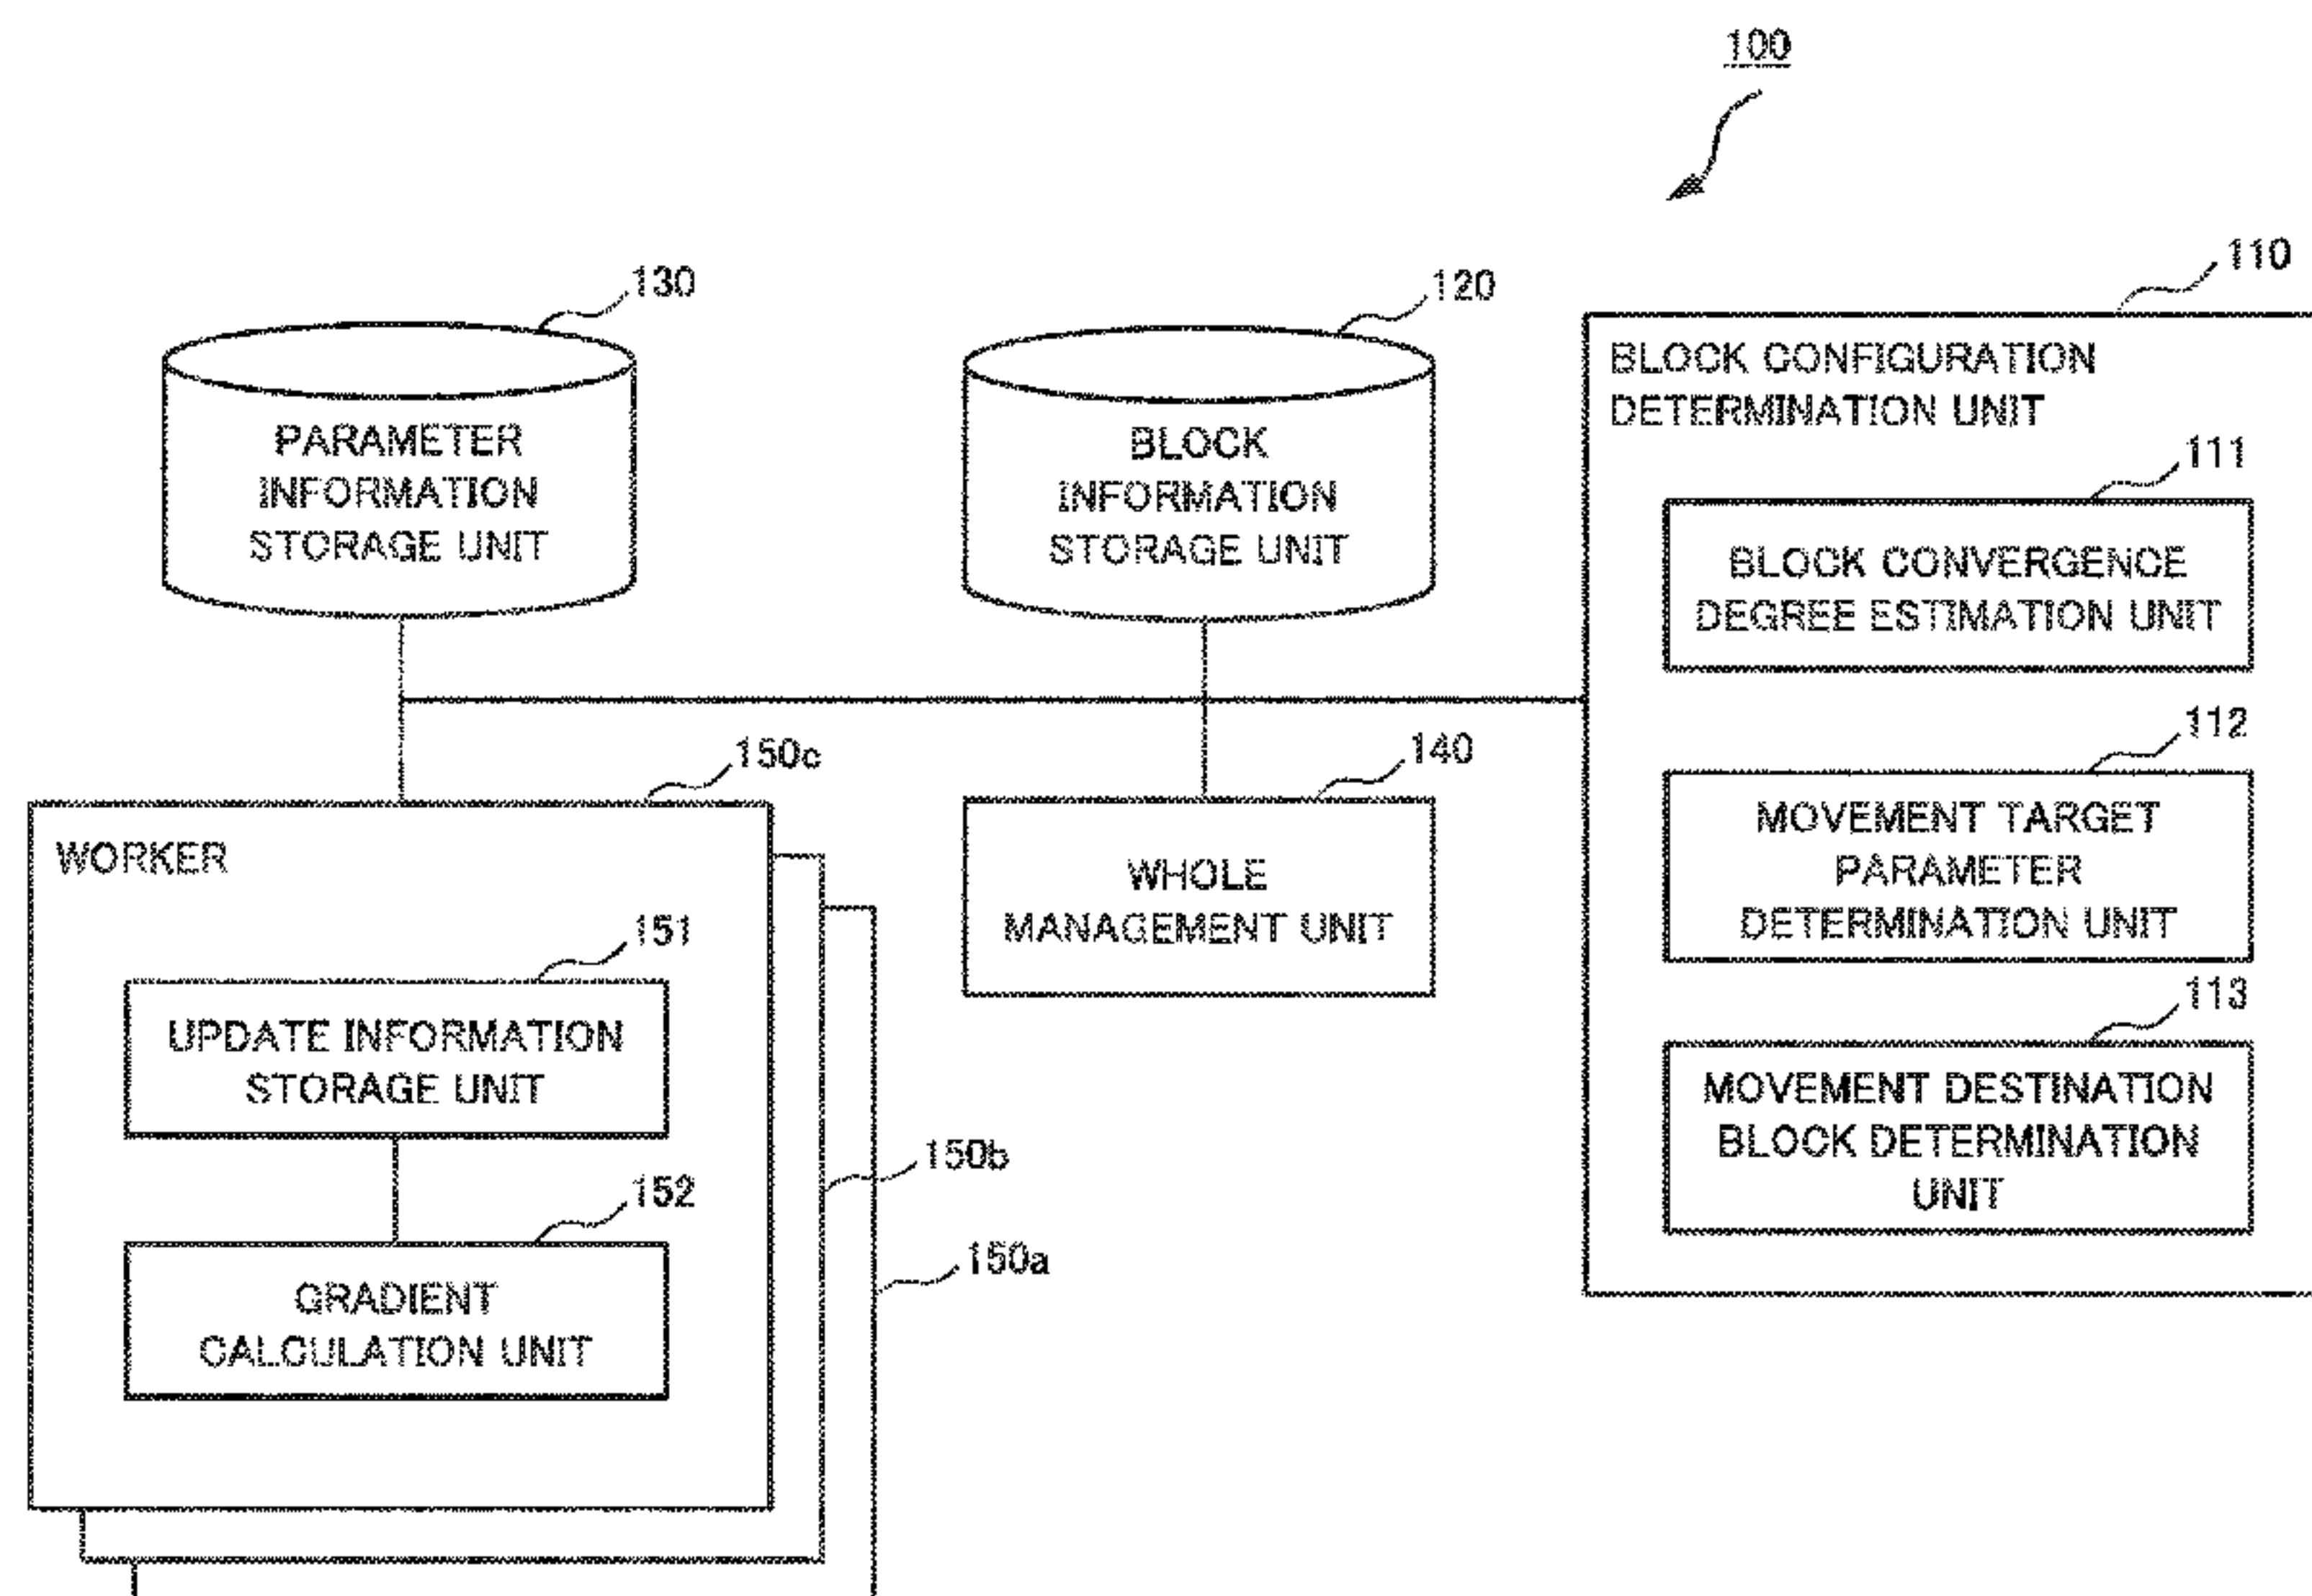 100
130
120
110
PARAMETER
INFORMATION
STORAGE UNIT
BLOCK
INFORMATION
STORAGE UNIT
BLOCK CONFIGURATION
DETERMINATION UNIT
111
BLOCK CONVERGENCE
DEGREE ESTIMATION UNIT
112
MOVEMENT TARGET
PARAMETER
DETERMINATION UNIT
113
MOVEMENT DESTINATION
BLOCK DETERMINATION
UNIT
150c
WORKER
140
WHOLE
MANAGEMENT UNIT
151
UPDATE INFORMATION
STORAGE UNIT
152
GRADIENT
CALCULATION UNIT
150b
150a